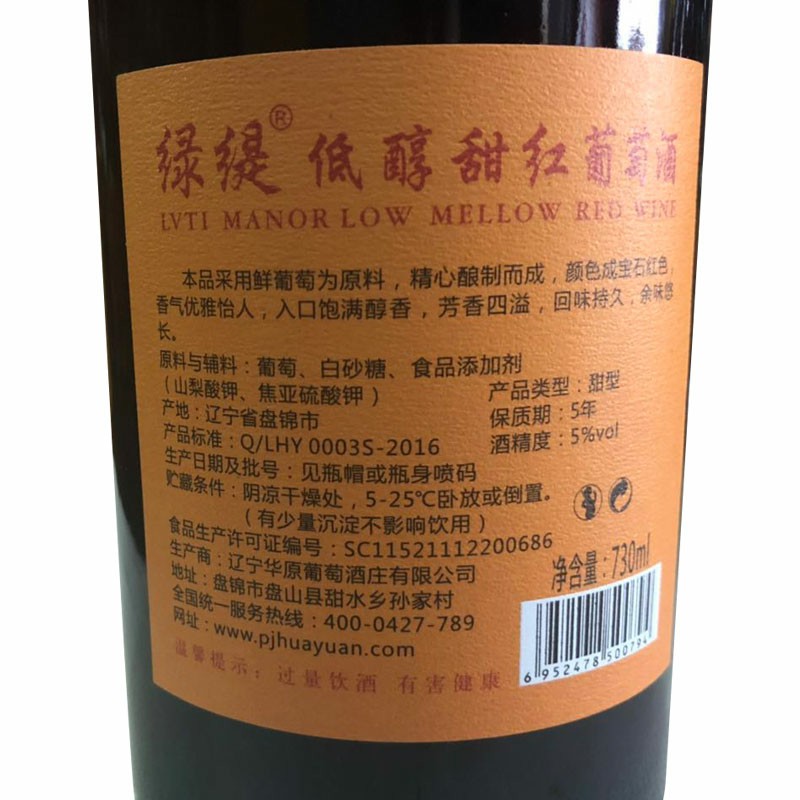 绿缇® 低醇甜红葡萄酒
LVTI MANOR LOW MELLOW RED WINE
本品采用鲜葡萄为原料，精心酿制而成，颜色成宝石红色，
香气优雅怡人，入口饱满醇香，芳香四溢，回味持久，余味悠
长。
原料与辅料：葡萄、白砂糖、食品添加剂
（山梨酸钾、焦亚硫酸钾） 产品类型：甜型
产地：辽宁省盘锦市 保质期：5年
产品标准：Q/LHY 0003S-2016 酒精度：5%vol
生产日期及批号：见瓶帽或瓶身喷码
贮藏条件：阴凉干燥处，5-25℃卧放或倒置。
（有少量沉淀不影响饮用）
食品生产许可证编号：SC11521112200686
生产商：辽宁华原葡萄酒庄有限公司 净含量：730ml
地址：盘锦市盘山县甜水乡孙家村
全国统一服务热线：400-0427-789
网址：www.pjhuayuan.com
温馨提示：过量饮酒 有害健康
6952478500794